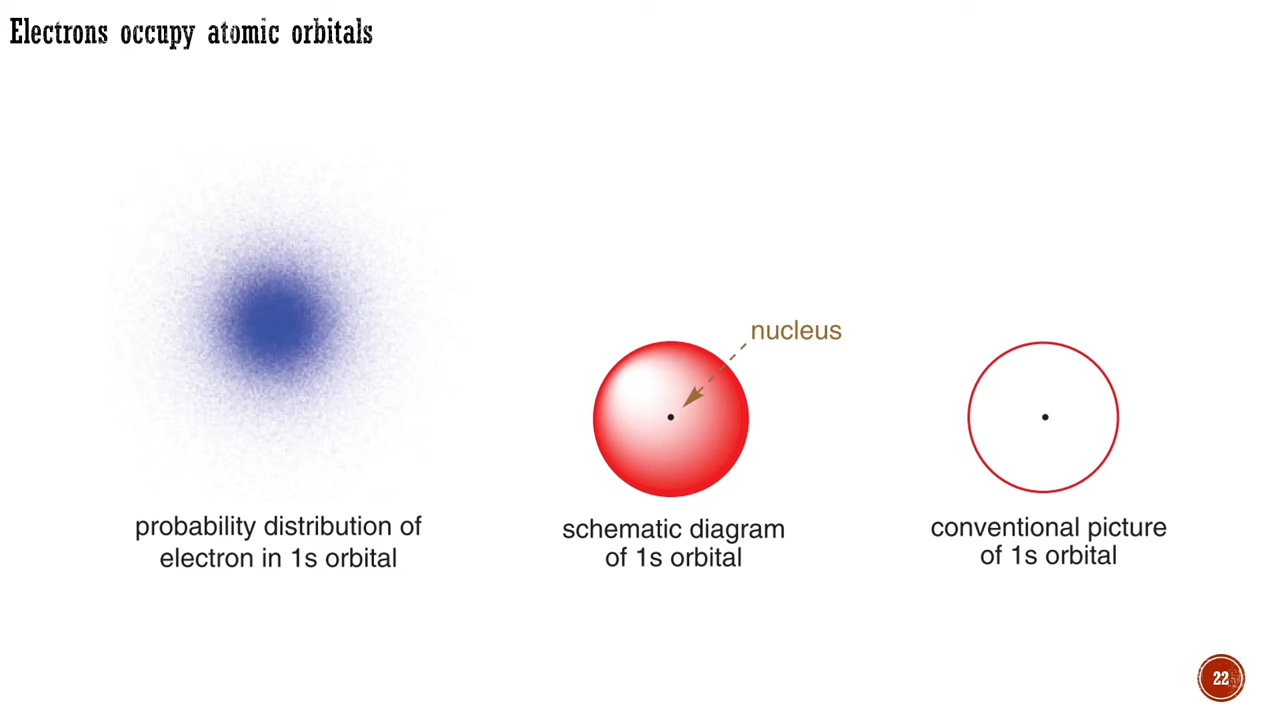 Electrons occupy atomic orbitals
nucleus
probability distribution of
electron in 1s orbital
schematic diagram
of 1s orbital
conventional picture
of 1s orbital
22